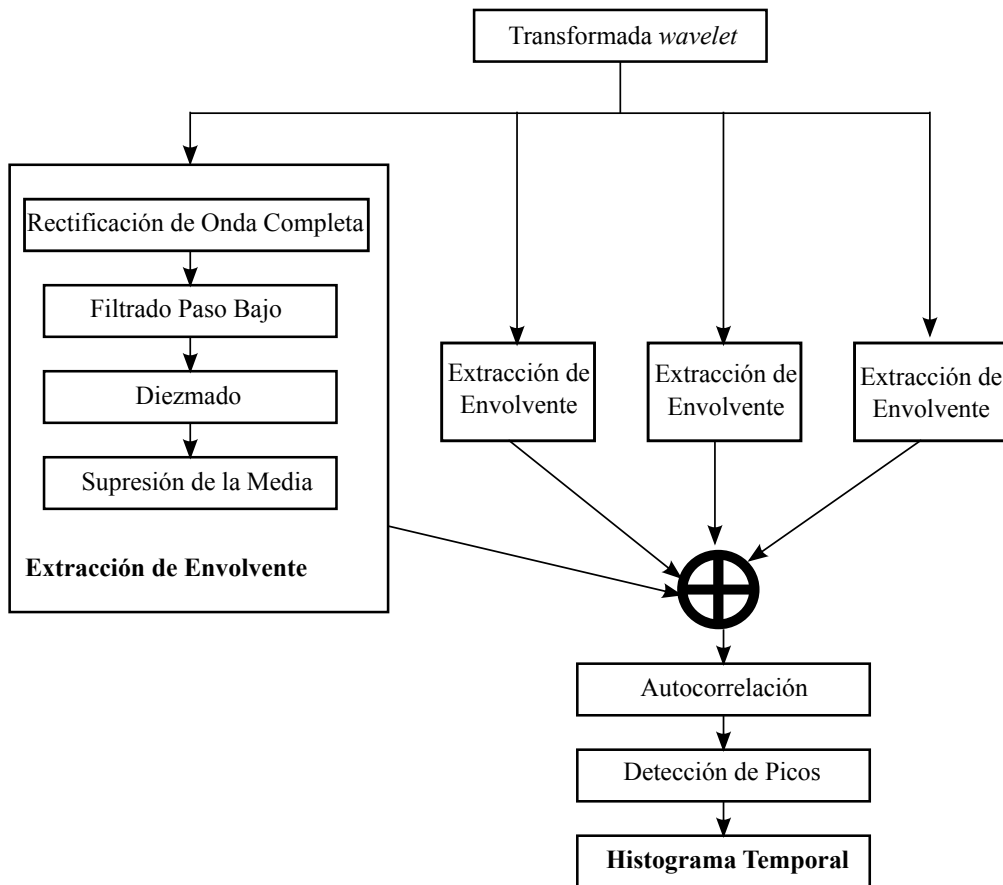 Transformada wavelet
Rectificación de Onda Completa
Filtrado Paso Bajo
Diezmado
Supresión de la Media
Extracción de Envolvente
Extracción de
Envolvente
Extracción de
Envolvente
Extracción de
Envolvente
Autocorrelación
Detección de Picos
Histograma Temporal